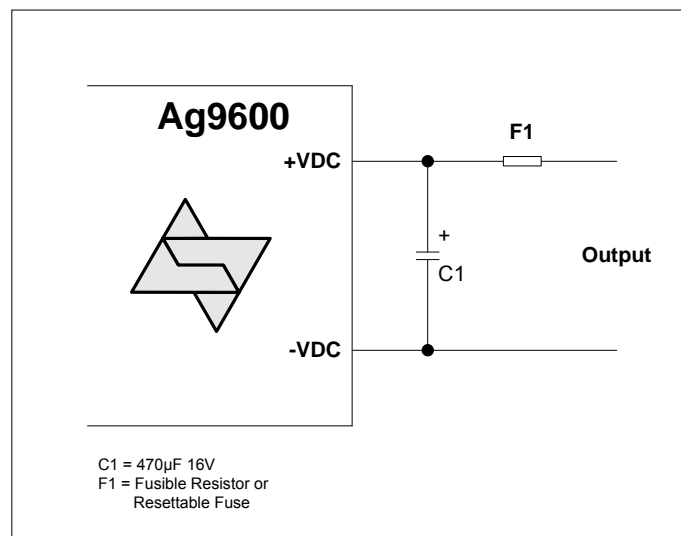 Ag9600
F1
+VDC
+
C1
Output
-VDC
C1 = 470µF 16V
F1 = Fusible Resistor or
Resettable Fuse